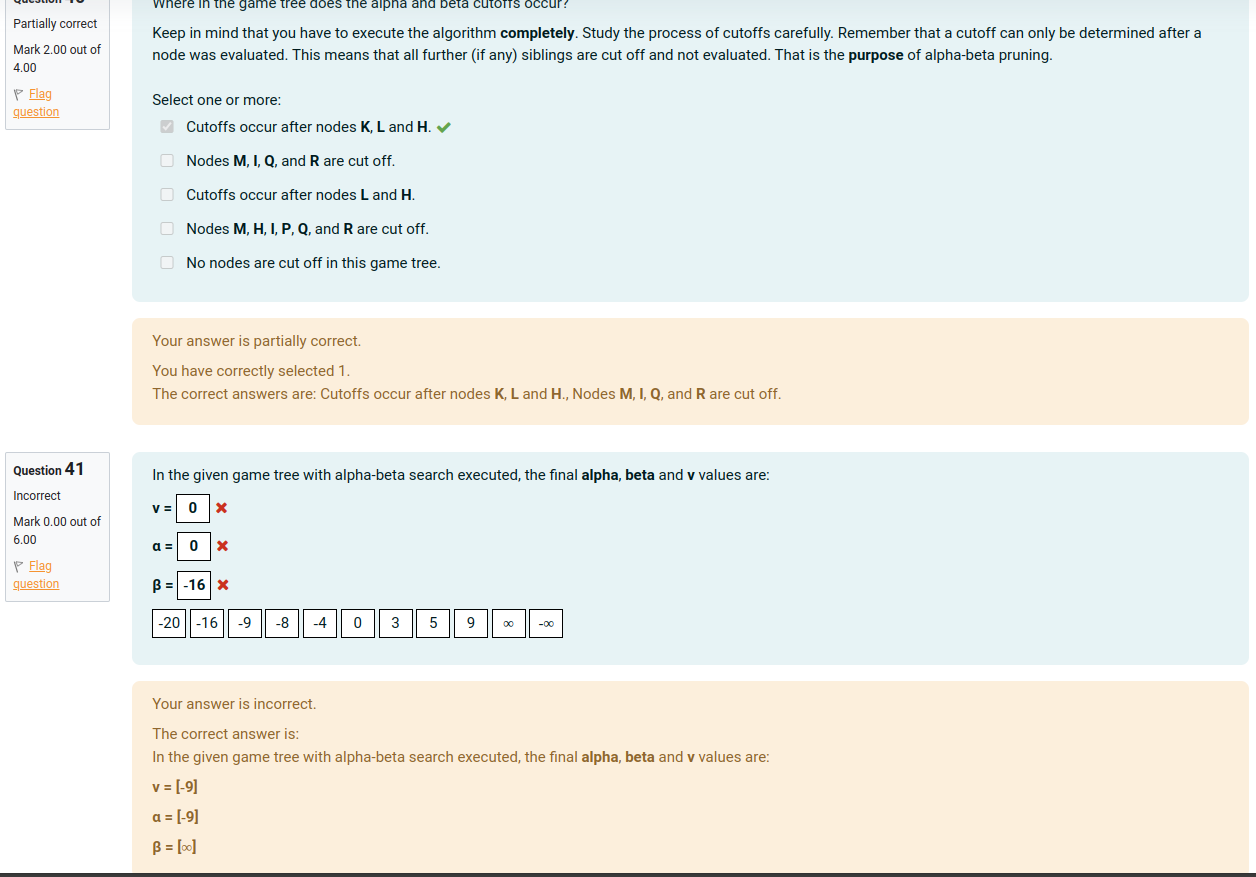 Question 40
Partially correct
Mark 2.00 out of
4.00
Flag
question
Where in the game tree does the alpha and beta cutoffs occur?
Keep in mind that you have to execute the algorithm completely. Study the process of cutoffs carefully. Remember that a cutoff can only be determined after a
node was evaluated. This means that all further (if any) siblings are cut off and not evaluated. That is the purpose of alpha-beta pruning.
Select one or more:
Cutoffs occur after nodes K, L and H.
Nodes M, I, Q, and R are cut off.
Cutoffs occur after nodes L and H.
Nodes M, H, I, P, Q, and R are cut off.
No nodes are cut off in this game tree.
Your answer is partially correct.
You have correctly selected 1.
The correct answers are: Cutoffs occur after nodes K, L and H., Nodes M, I, Q, and R are cut off.
Question 41
Incorrect
Mark 0.00 out of
6.00
Flag
question
In the given game tree with alpha-beta search executed, the final alpha, beta and v values are:
v = 0
α = 0
β = -16
-20 -16 -9 -8 -4 0 3 5 9 ∞ -∞
Your answer is incorrect.
The correct answer is:
In the given game tree with alpha-beta search executed, the final alpha, beta and v values are:
v = [-9]
α = [-9]
β = [∞]